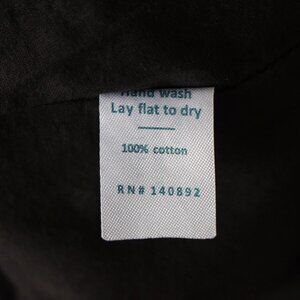 Hand wash
Lay flat to dry
100% cotton
RN# 140892